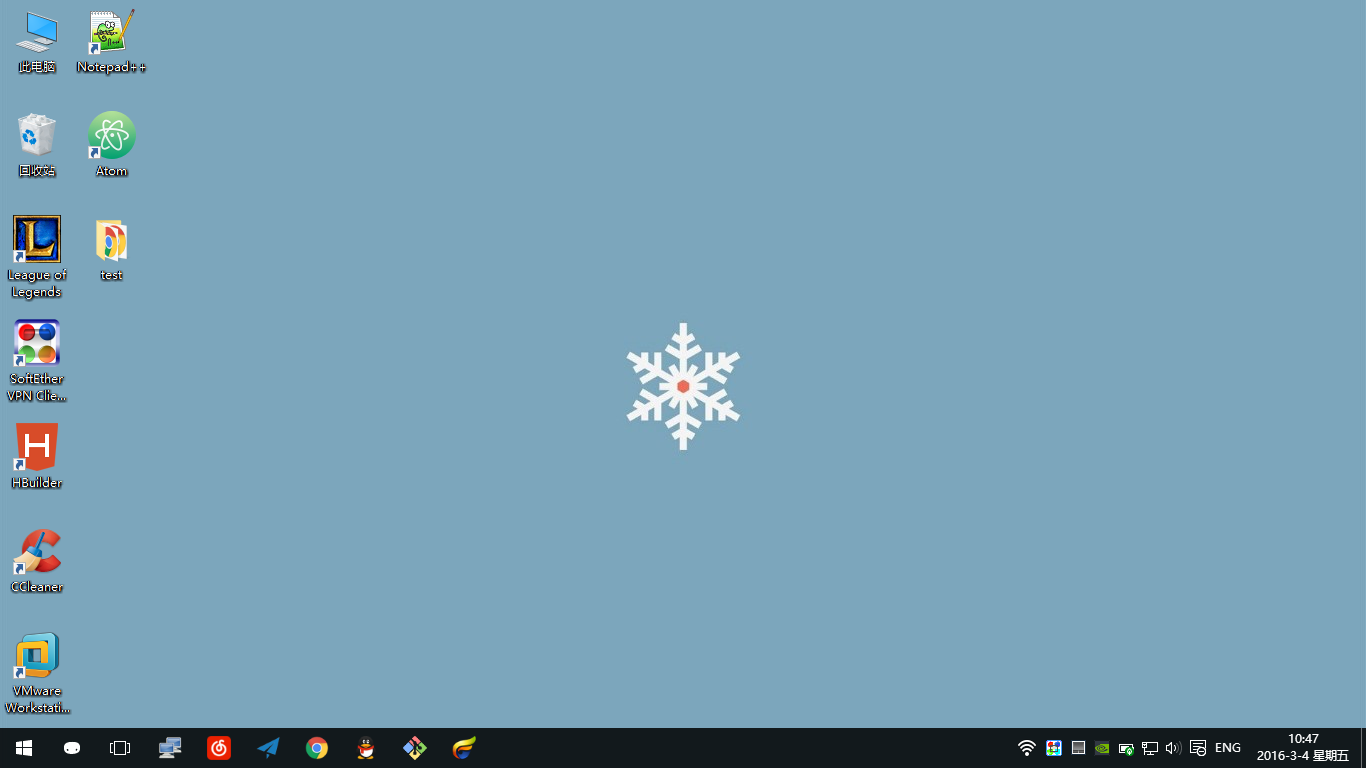 此电脑
Notepad++
回收站
Atom
League of
Legends
test
SoftEther
VPN Clie...
HBuilder
CCleaner
VMware
Workstati...
ENG
10:47
2016-3-4 星期五